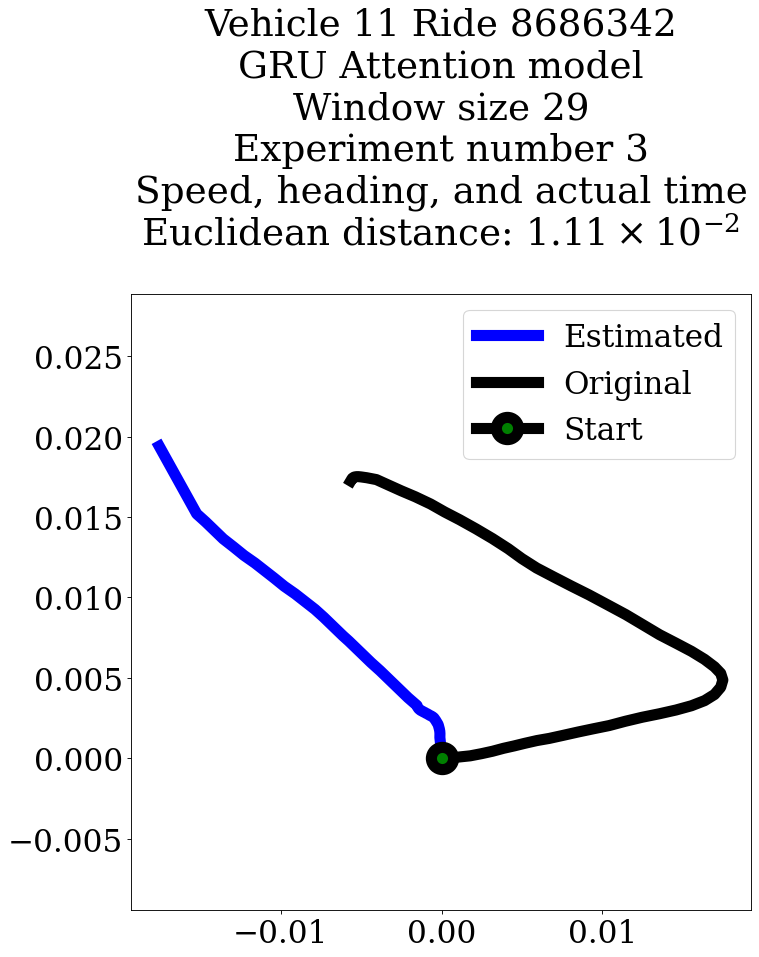 Vehicle 11 Ride 8686342
GRU Attention model
Window size 29
Experiment number 3
Speed, heading, and actual time
Euclidean distance: 1.11 × 10⁻²
Estimated
Original
Start
0.025
0.020
0.015
0.010
0.005
0.000
−0.005
−0.01 0.00 0.01